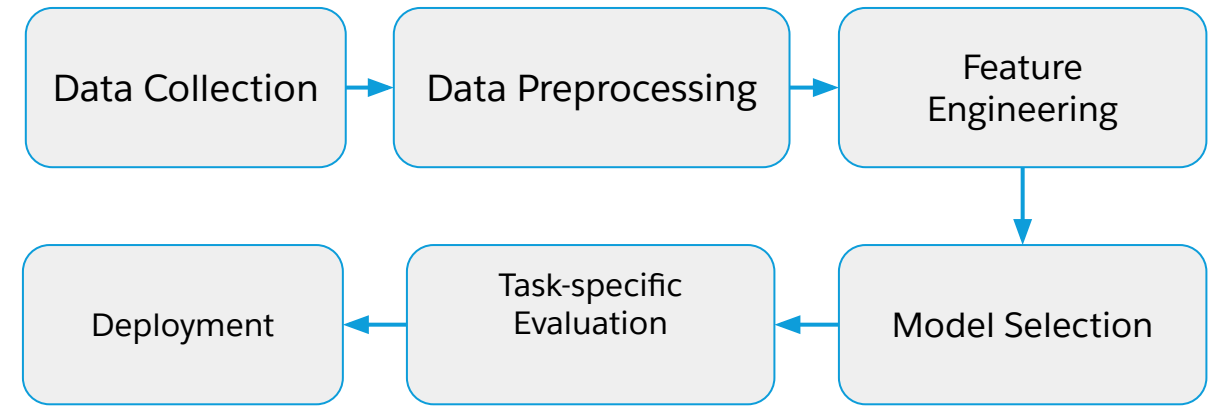 Data Collection
Data Preprocessing
Feature
Engineering
Model Selection
Task-specific
Evaluation
Deployment